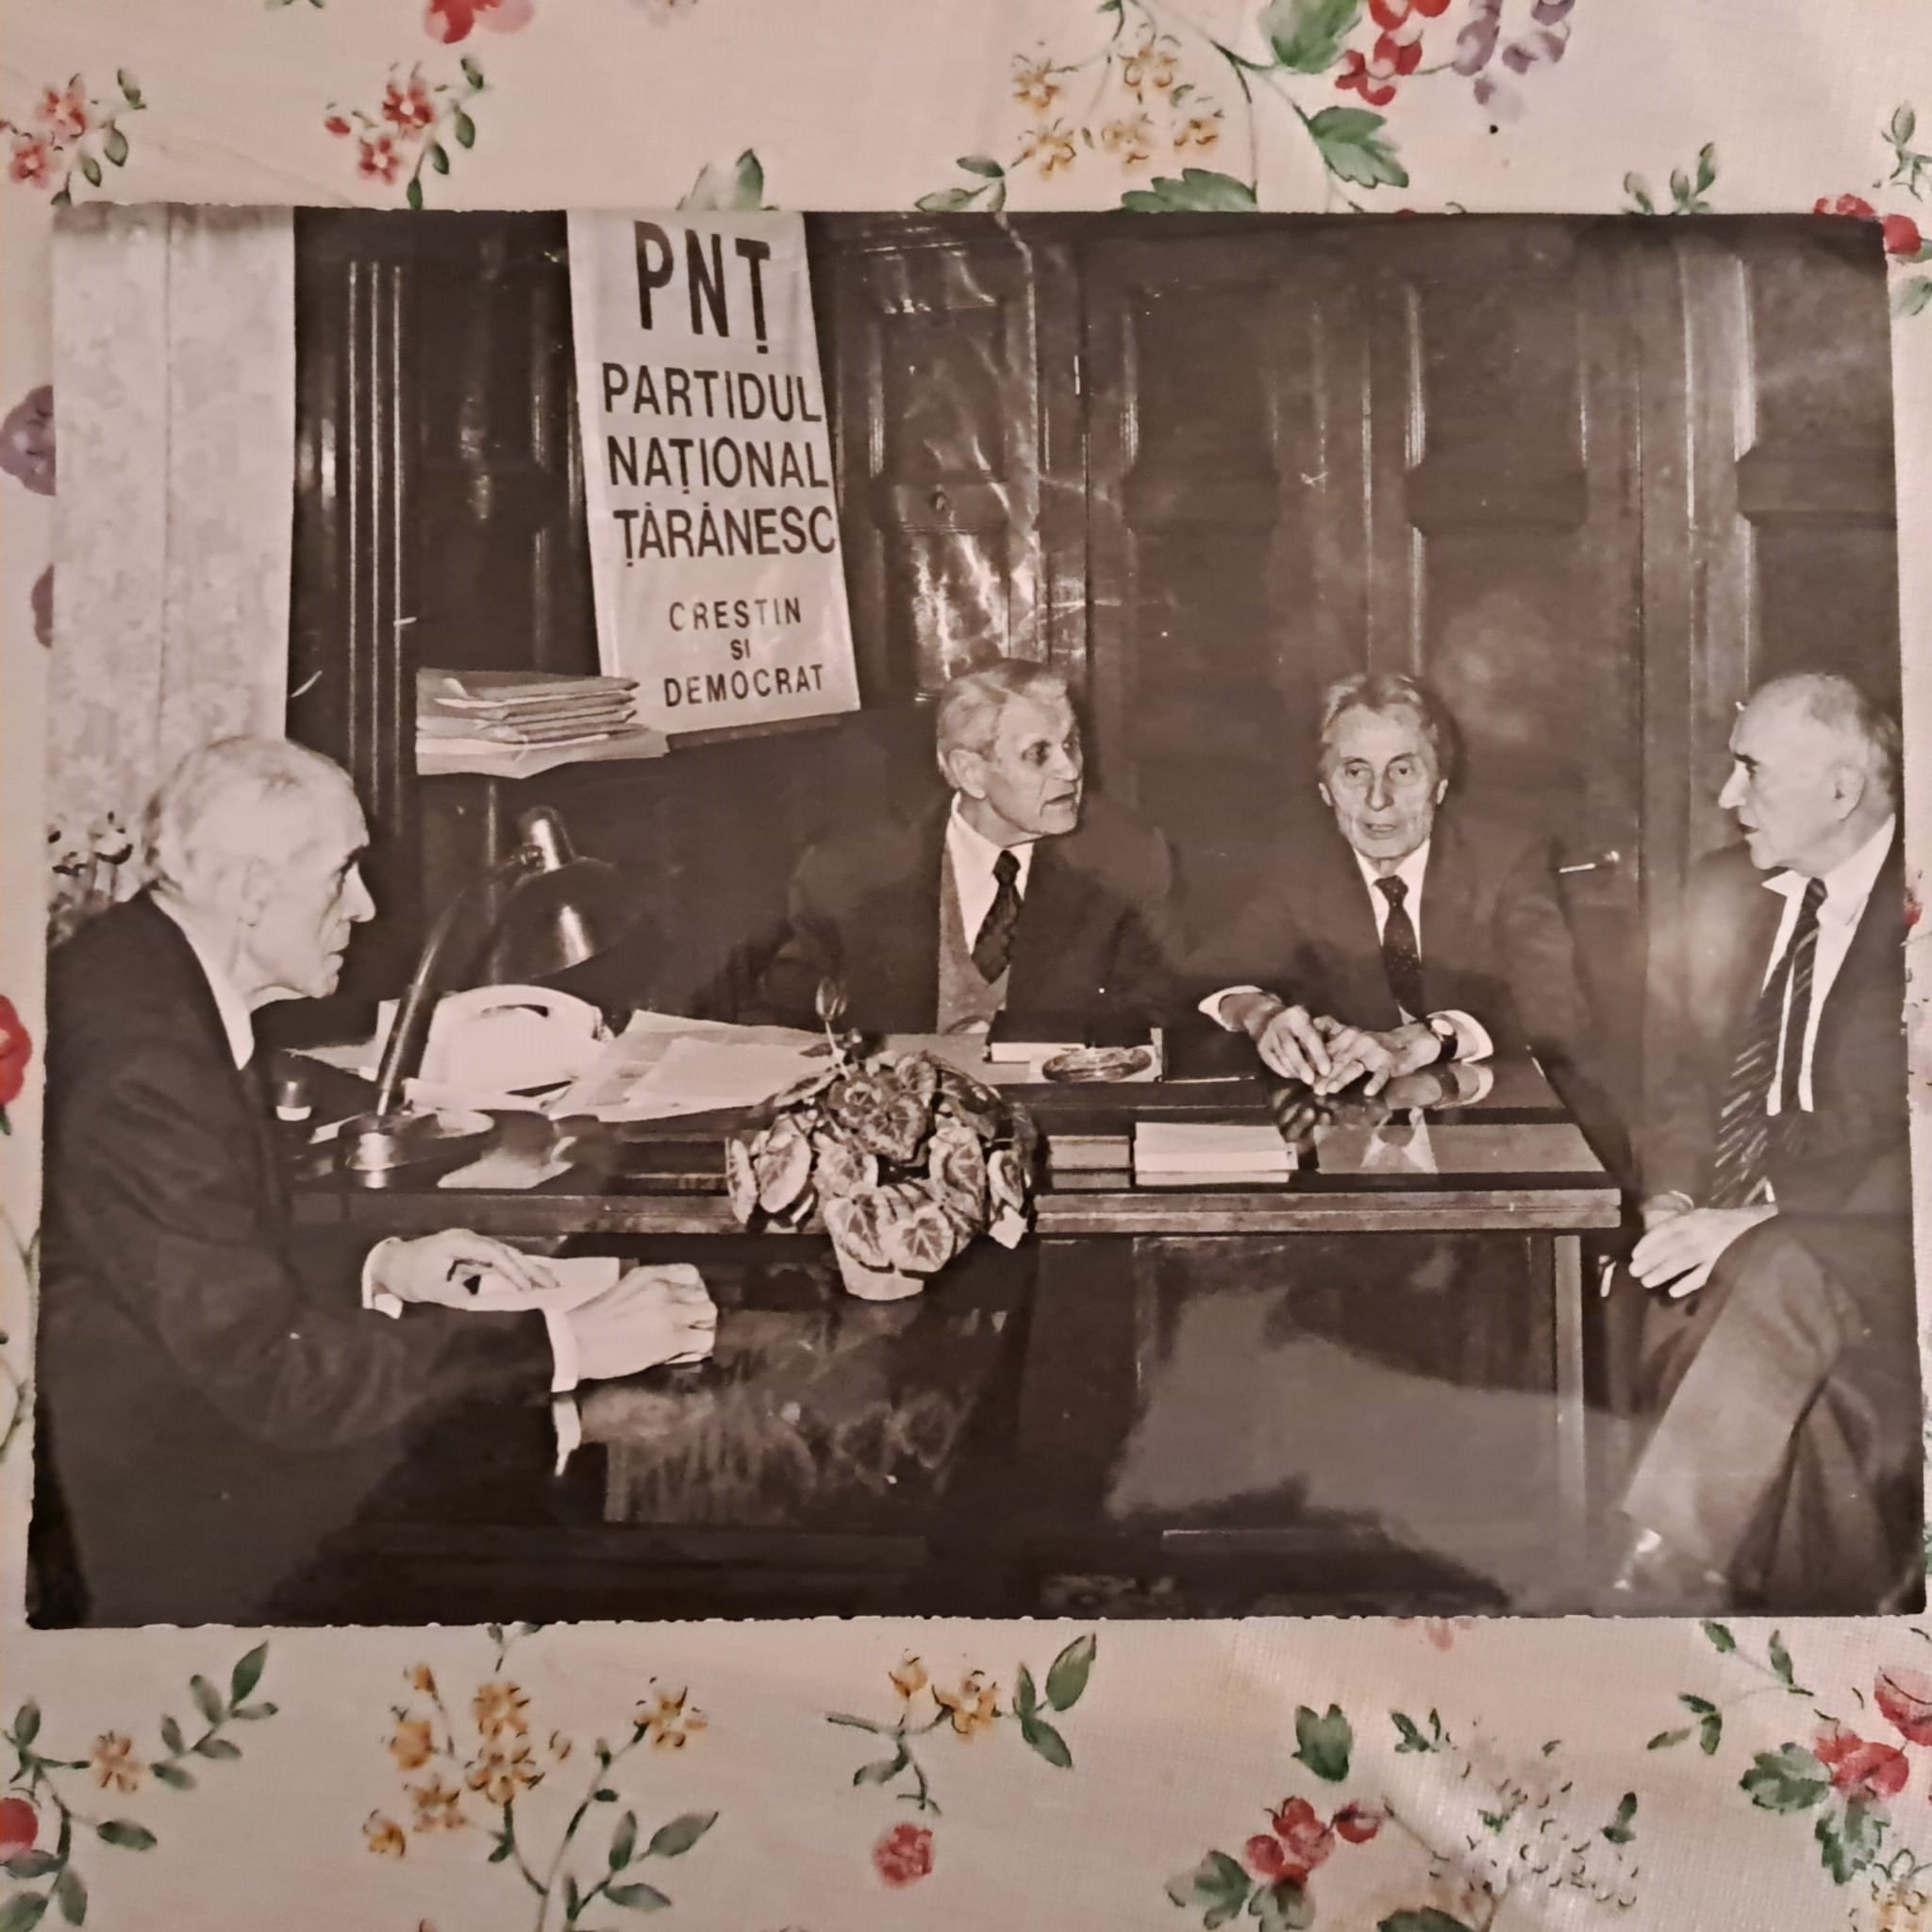 PNȚ
PARTIDUL
NAȚIONAL
ȚĂRĂNESC
CRESTIN
SI
DEMOCRAT